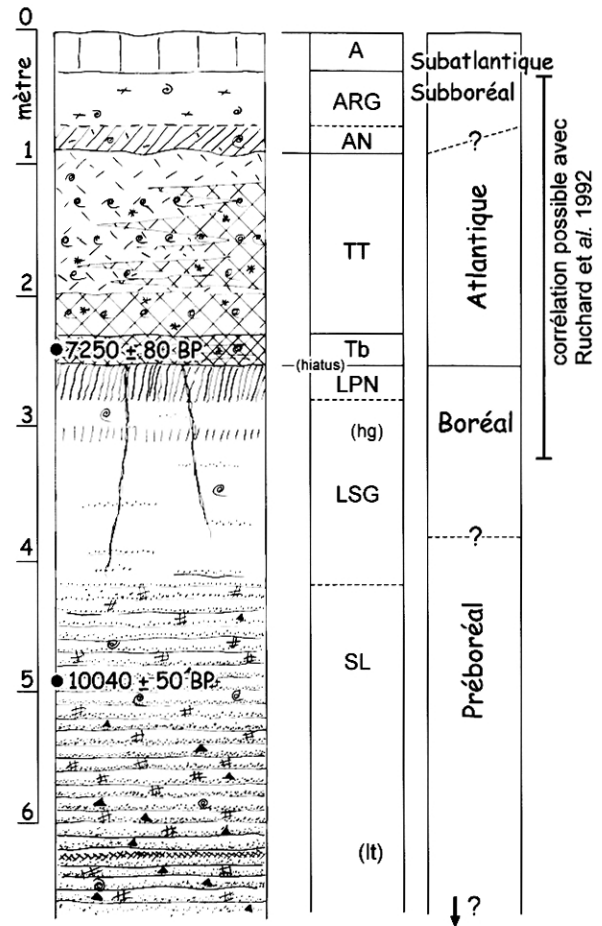 0
mètre
1
2
3
4
5
6
7250 ± 80 BP
10040 ± 50 BP
A
ARG
AN
TT
Tb
(hiatus)
LPN
(hg)
LSG
SL
(lt)
Subatlantique
Subboréal
?
Atlantique
Boréal
?
Préboréal
?
corrélation possible avec
Ruchard et al. 1992